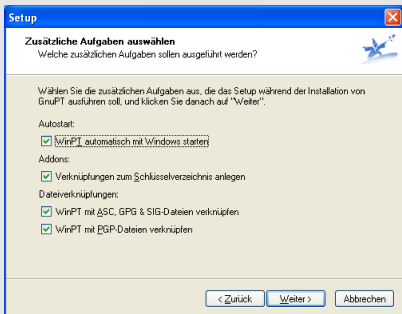 Setup
Zusätzliche Aufgaben auswählen
Welche zusätzlichen Aufgaben sollen ausgeführt werden?
Wählen Sie die zusätzlichen Aufgaben aus, die das Setup während der Installation von
GnuPT ausführen soll, und klicken Sie danach auf "Weiter".
Autostart:
WinPT automatisch mit Windows starten
Addons:
Verknüpfungen zum Schlüsselverzeichnis anlegen
Dateiverknüpfungen:
WinPT mit ASC, GPG & SIG-Dateien verknüpfen
WinPT mit PGP-Dateien verknüpfen
< Zurück
Weiter >
Abbrechen